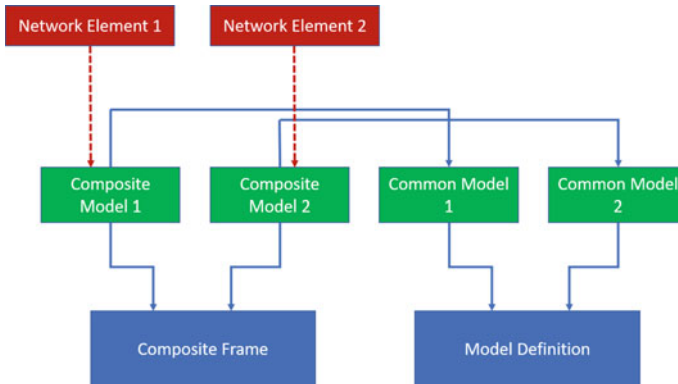 Network Element 1
Network Element 2
Composite
Model 1
Composite
Model 2
Common Model
1
Common Model
2
Composite Frame
Model Definition